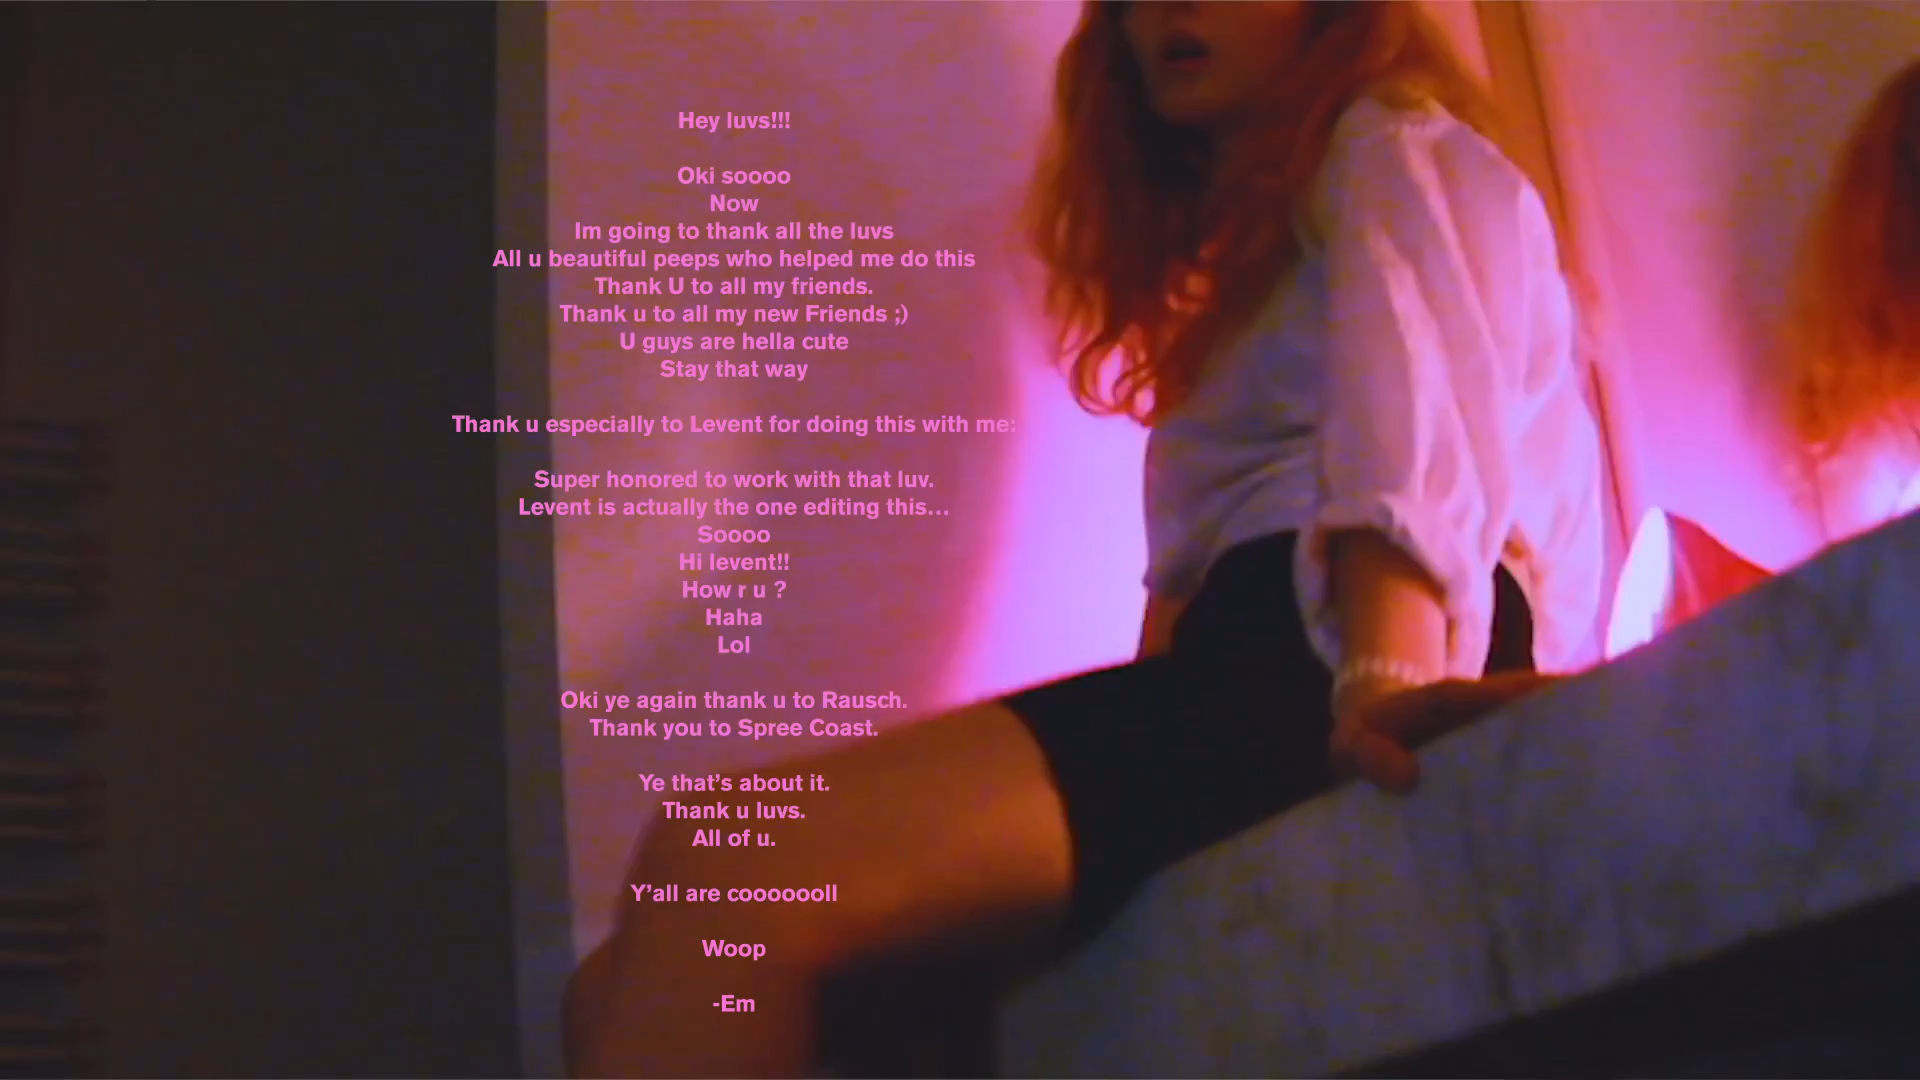 Hey luvs!!!
Oki soooo
Now
Im going to thank all the luvs
All u beautiful peeps who helped me do this
Thank U to all my friends.
Thank u to all my new Friends ;)
U guys are hella cute
Stay that way
Thank u especially to Levent for doing this with me:
Super honored to work with that luv.
Levent is actually the one editing this…
Soooo
Hi levent!!
How r u ?
Haha
Lol
Oki ye again thank u to Rausch.
Thank you to Spree Coast.
Ye that’s about it.
Thank u luvs.
All of u.
Y’all are cooooooll
Woop
-Em